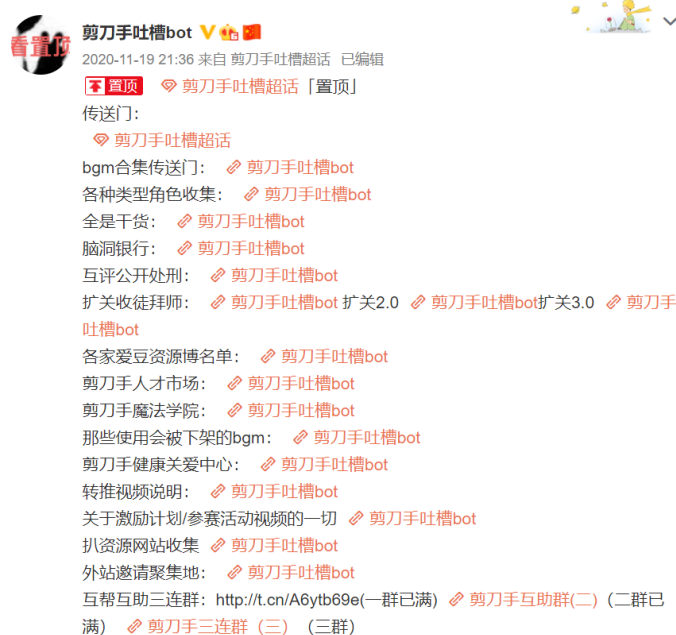 看置顶
剪刀手吐槽bot
2020-11-19 21:36 来自 剪刀手吐槽超话 已编辑
置顶 剪刀手吐槽超话「置顶」
传送门：
剪刀手吐槽超话
bgm合集传送门： 剪刀手吐槽bot
各种类型角色收集： 剪刀手吐槽bot
全是干货： 剪刀手吐槽bot
脑洞银行： 剪刀手吐槽bot
互评公开处刑： 剪刀手吐槽bot
扩关收徒拜师： 剪刀手吐槽bot 扩关2.0 剪刀手吐槽bot扩关3.0 剪刀手
吐槽bot
各家爱豆资源博名单： 剪刀手吐槽bot
剪刀手人才市场： 剪刀手吐槽bot
剪刀手魔法学院： 剪刀手吐槽bot
那些使用会被下架的bgm： 剪刀手吐槽bot
剪刀手健康关爱中心： 剪刀手吐槽bot
转推视频说明： 剪刀手吐槽bot
关于激励计划/参赛活动视频的一切 剪刀手吐槽bot
扒资源网站收集 剪刀手吐槽bot
外站邀请聚集地： 剪刀手吐槽bot
互帮互助三连群：http://t.cn/A6ytb69e(一群已满) 剪刀手互助群(二)（二群已
满） 剪刀手三连群（三）（三群）